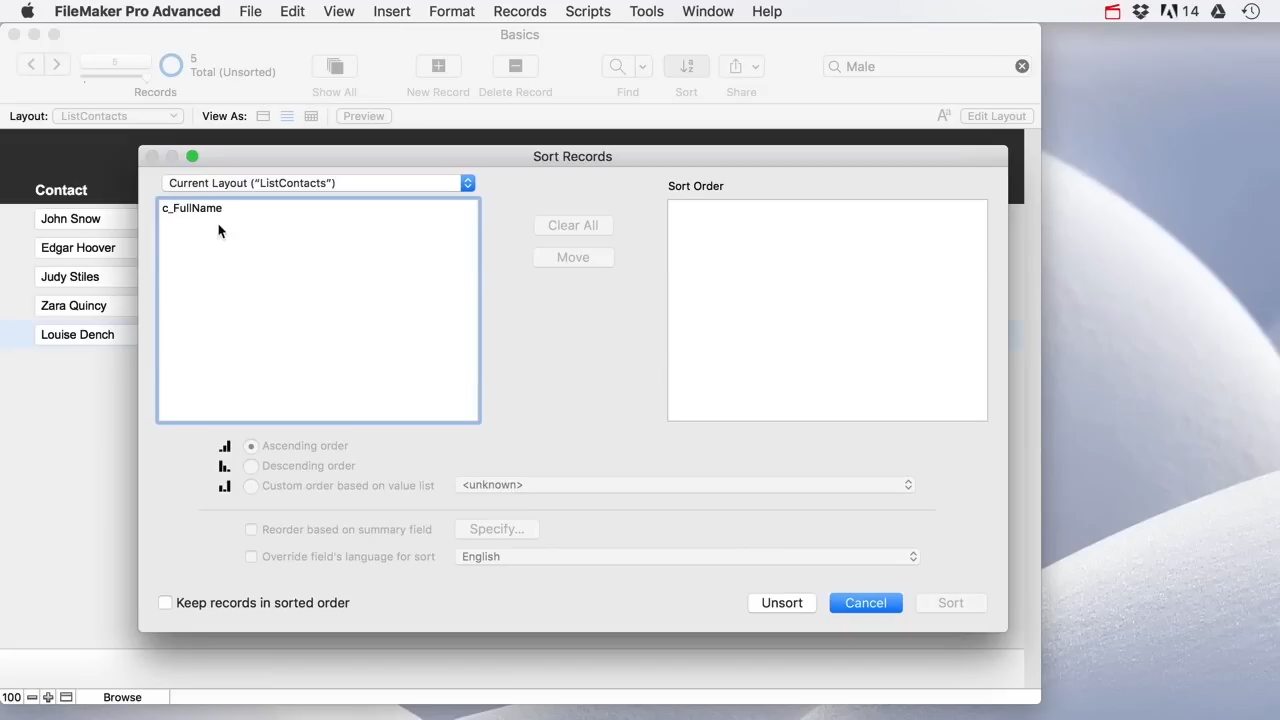 FileMaker Pro Advanced File Edit View Insert Format Records Scripts Tools Window Help 14
Basics
5
5
Total (Unsorted)
Male
Records Show All New Record Delete Record Find Sort Share
Layout: ListContacts View As: Preview Aa Edit Layout
Sort Records
Contact
Current Layout (“ListContacts”)
Sort Order
c_FullName
John Snow
Clear All
Edgar Hoover
Move
Judy Stiles
Zara Quincy
Louise Dench
Ascending order
Descending order
Custom order based on value list <unknown>
Reorder based on summary field Specify...
Override field's language for sort English
Keep records in sorted order Unsort Cancel Sort
100 Browse